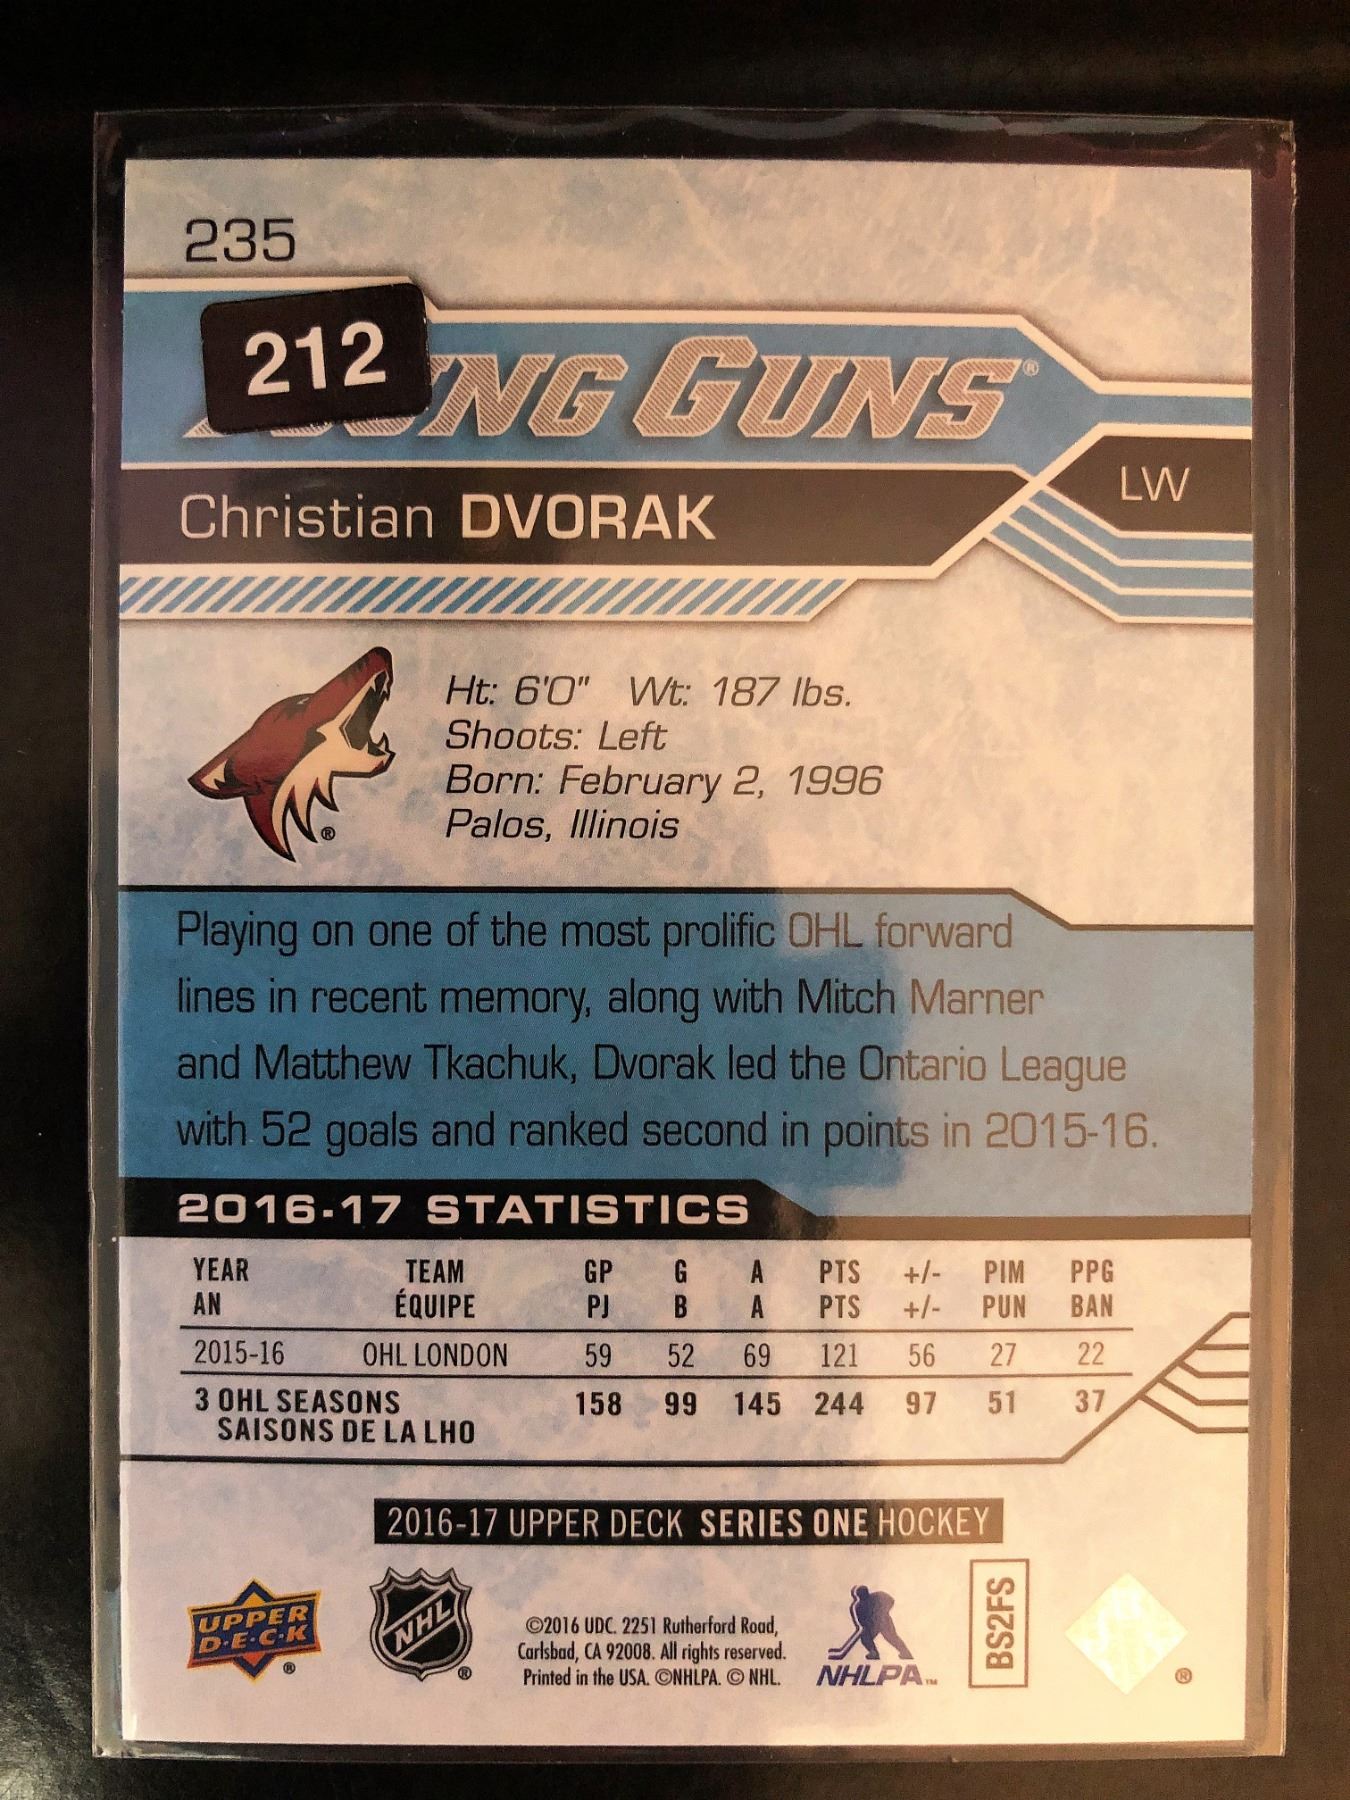 235
212
NG GUNS®
Christian DVORAK
LW
Ht: 6'0" Wt: 187 lbs.
Shoots: Left
Born: February 2, 1996
Palos, Illinois
®
Playing on one of the most prolific OHL forward
lines in recent memory, along with Mitch Marner
and Matthew Tkachuk, Dvorak led the Ontario League
with 52 goals and ranked second in points in 2015-16.
2016-17 STATISTICS
YEAR TEAM GP G A PTS +/- PIM PPG
AN ÉQUIPE PJ B A PTS +/- PUN BAN
2015-16 OHL LONDON 59 52 69 121 56 27 22
3 OHL SEASONS 158 99 145 244 97 51 37
SAISONS DE LA LHO
2016-17 UPPER DECK SERIES ONE HOCKEY
UPPER
D·E·C·K
®
NHL
®
©2016 UDC. 2251 Rutherford Road,
Carlsbad, CA 92008. All rights reserved.
Printed in the USA. ©NHLPA. © NHL.
NHLPA™
BS2FS
®